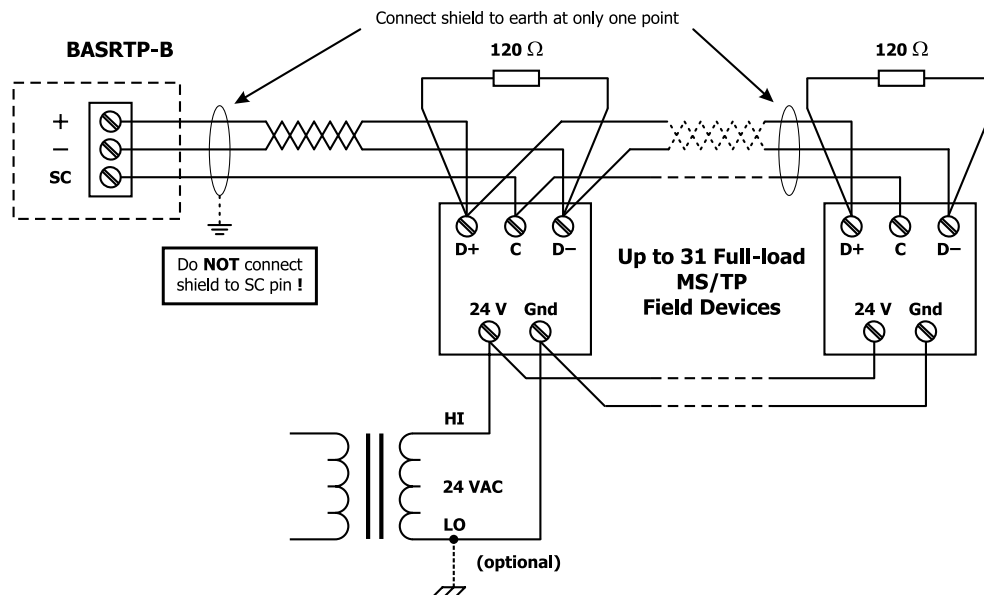 Connect shield to earth at only one point
BASRTP-B
120 Ω
120 Ω
+
−
SC
Do NOT connect
shield to SC pin !
D+ C D−
24 V Gnd
Up to 31 Full-load
MS/TP
Field Devices
D+ C D−
24 V Gnd
HI
24 VAC
LO
(optional)